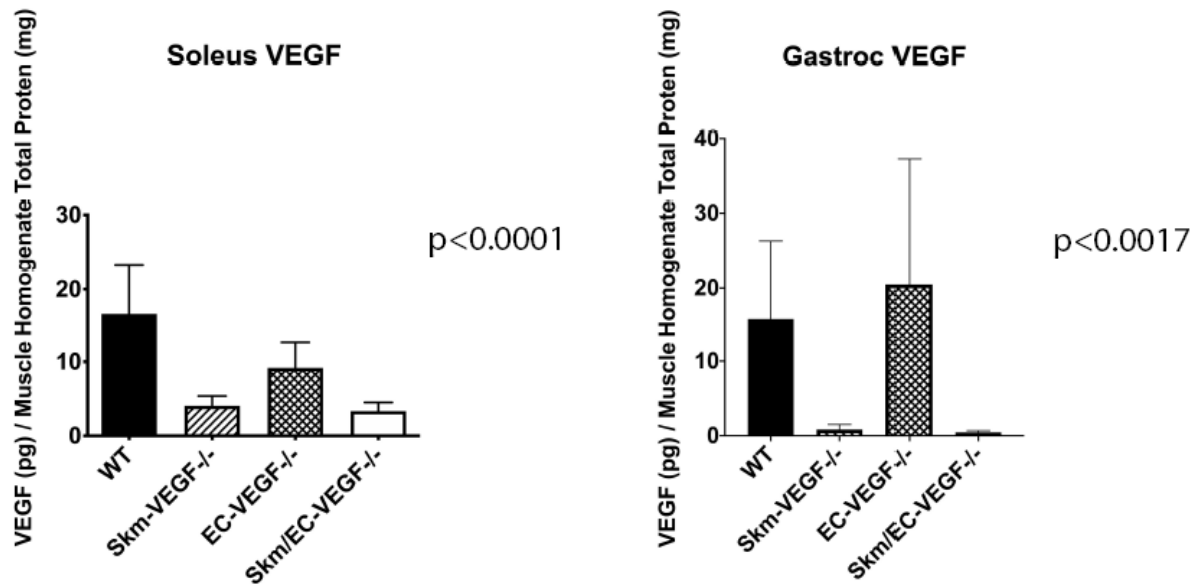 Soleus VEGF
VEGF (pg) / Muscle Homogenate Total Proten (mg)
30
20
10
0
WT
Skm-VEGF-/-
EC-VEGF-/-
Skm/EC-VEGF-/-
p<0.0001
Gastroc VEGF
VEGF (pg) / Muscle Homogenate Total Proten (mg)
40
30
20
10
0
WT
Skm-VEGF-/-
EC-VEGF-/-
Skm/EC-VEGF-/-
p<0.0017